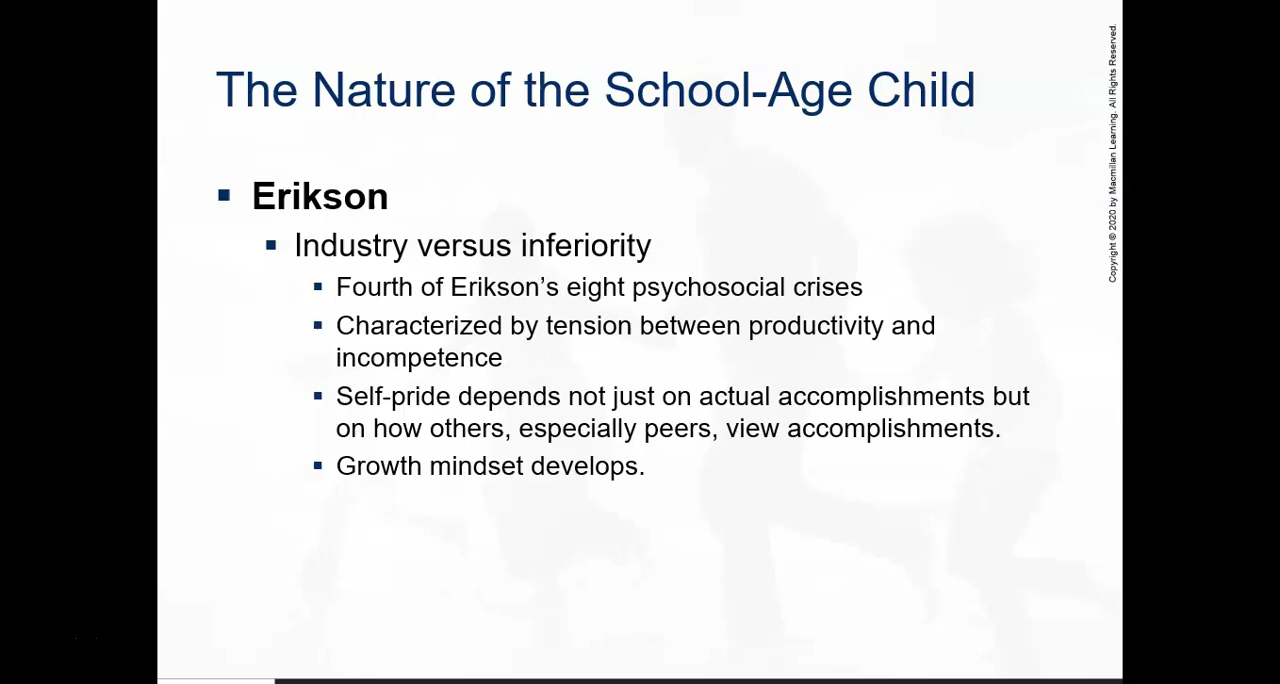 The Nature of the School-Age Child
▪ Erikson
▪ Industry versus inferiority
▪ Fourth of Erikson’s eight psychosocial crises
▪ Characterized by tension between productivity and
incompetence
▪ Self-pride depends not just on actual accomplishments but
on how others, especially peers, view accomplishments.
▪ Growth mindset develops.
Copyright © 2020 by Macmillan Learning. All Rights Reserved.